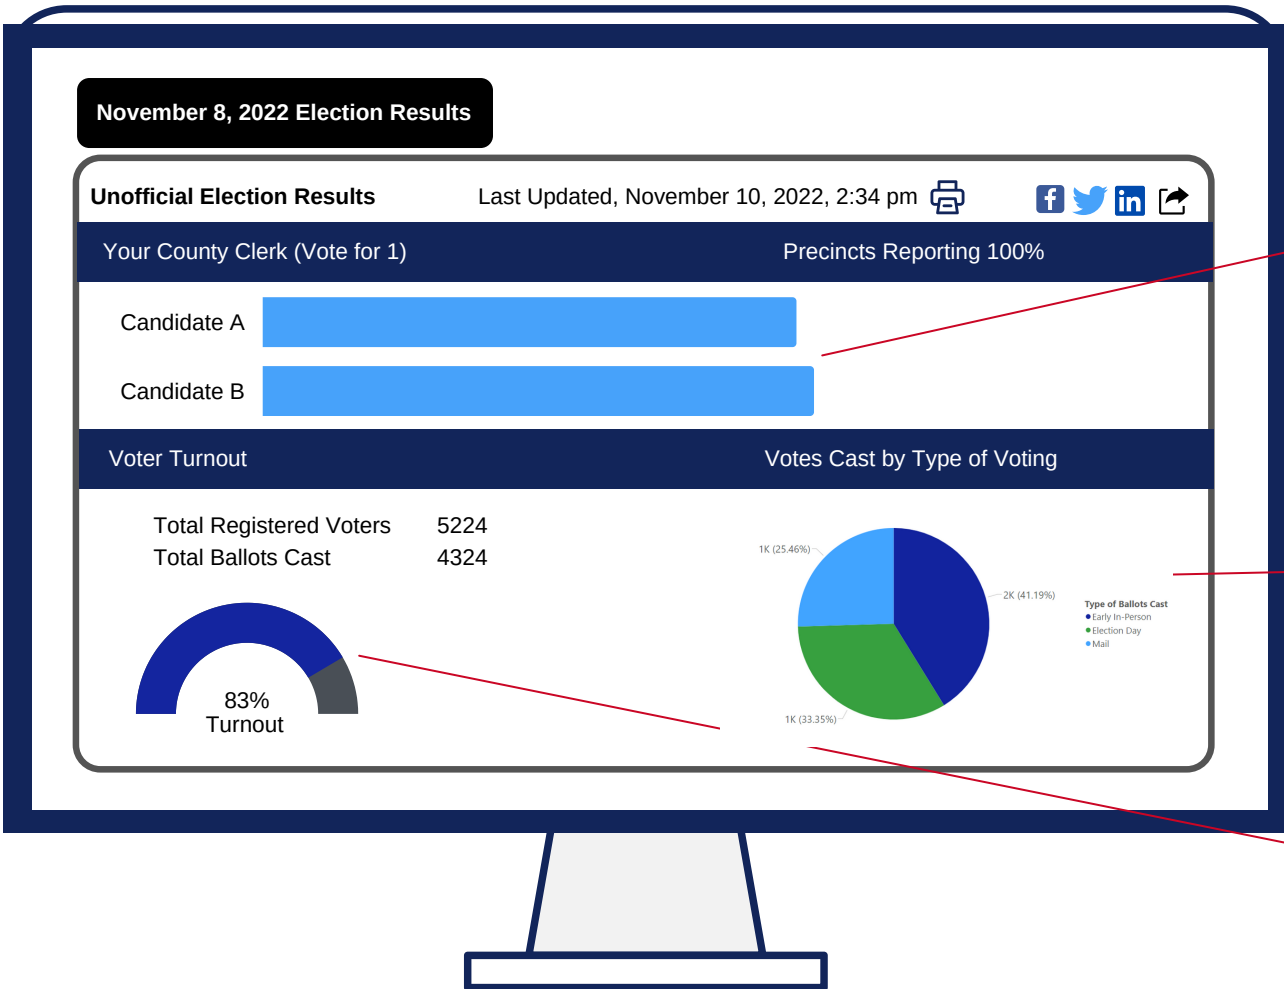 November 8, 2022 Election Results
Unofficial Election Results
Last Updated, November 10, 2022, 2:34 pm
Your County Clerk (Vote for 1)
Precincts Reporting 100%
Candidate A
Candidate B
Voter Turnout
Votes Cast by Type of Voting
Total Registered Voters 5224
Total Ballots Cast 4324
83%
Turnout
1K (25.46%)
2K (41.19%)
1K (33.35%)
Type of Ballots Cast
Early In-Person
Election Day
Mail